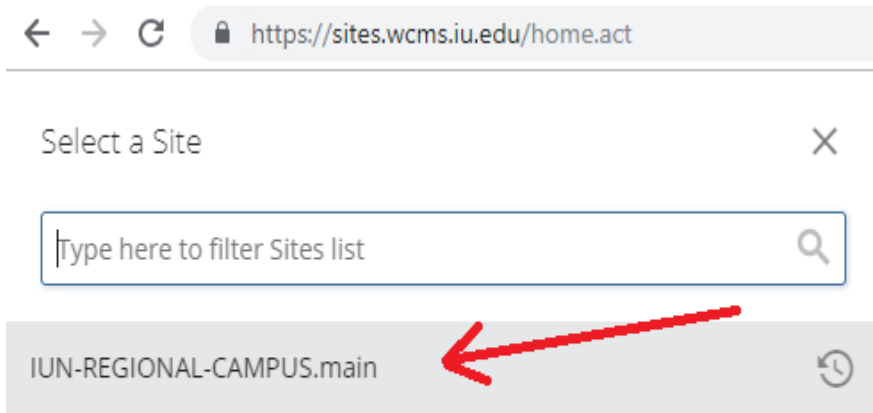 https://sites.wcms.iu.edu/home.act
Select a Site
Type here to filter Sites list
IUN-REGIONAL-CAMPUS.main